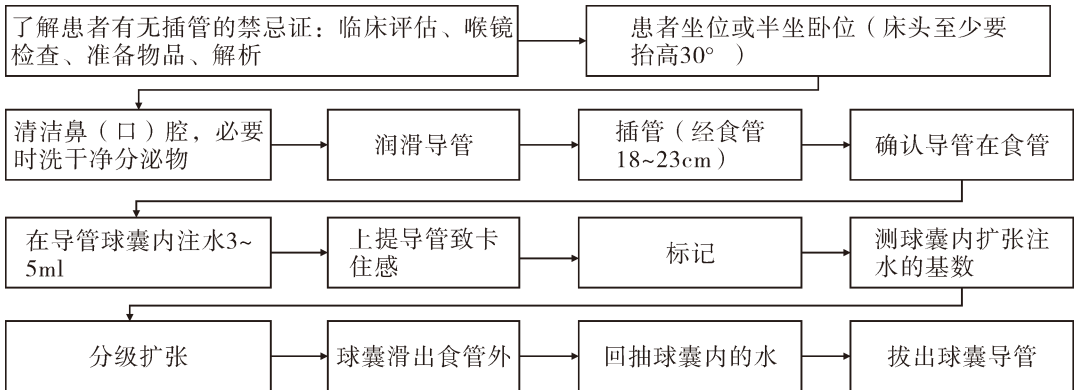 了解患者有无插管的禁忌证：临床评估、喉镜
检查、准备物品、解析
患者坐位或半坐卧位（床头至少要
抬高30°）
清洁鼻（口）腔，必要
时洗干净分泌物
润滑导管
插管（经食管
18~23cm）
确认导管在食管
在导管球囊内注水3~
5ml
上提导管致卡
住感
标记
测球囊内扩张注
水的基数
分级扩张
球囊滑出食管外
回抽球囊内的水
拔出球囊导管